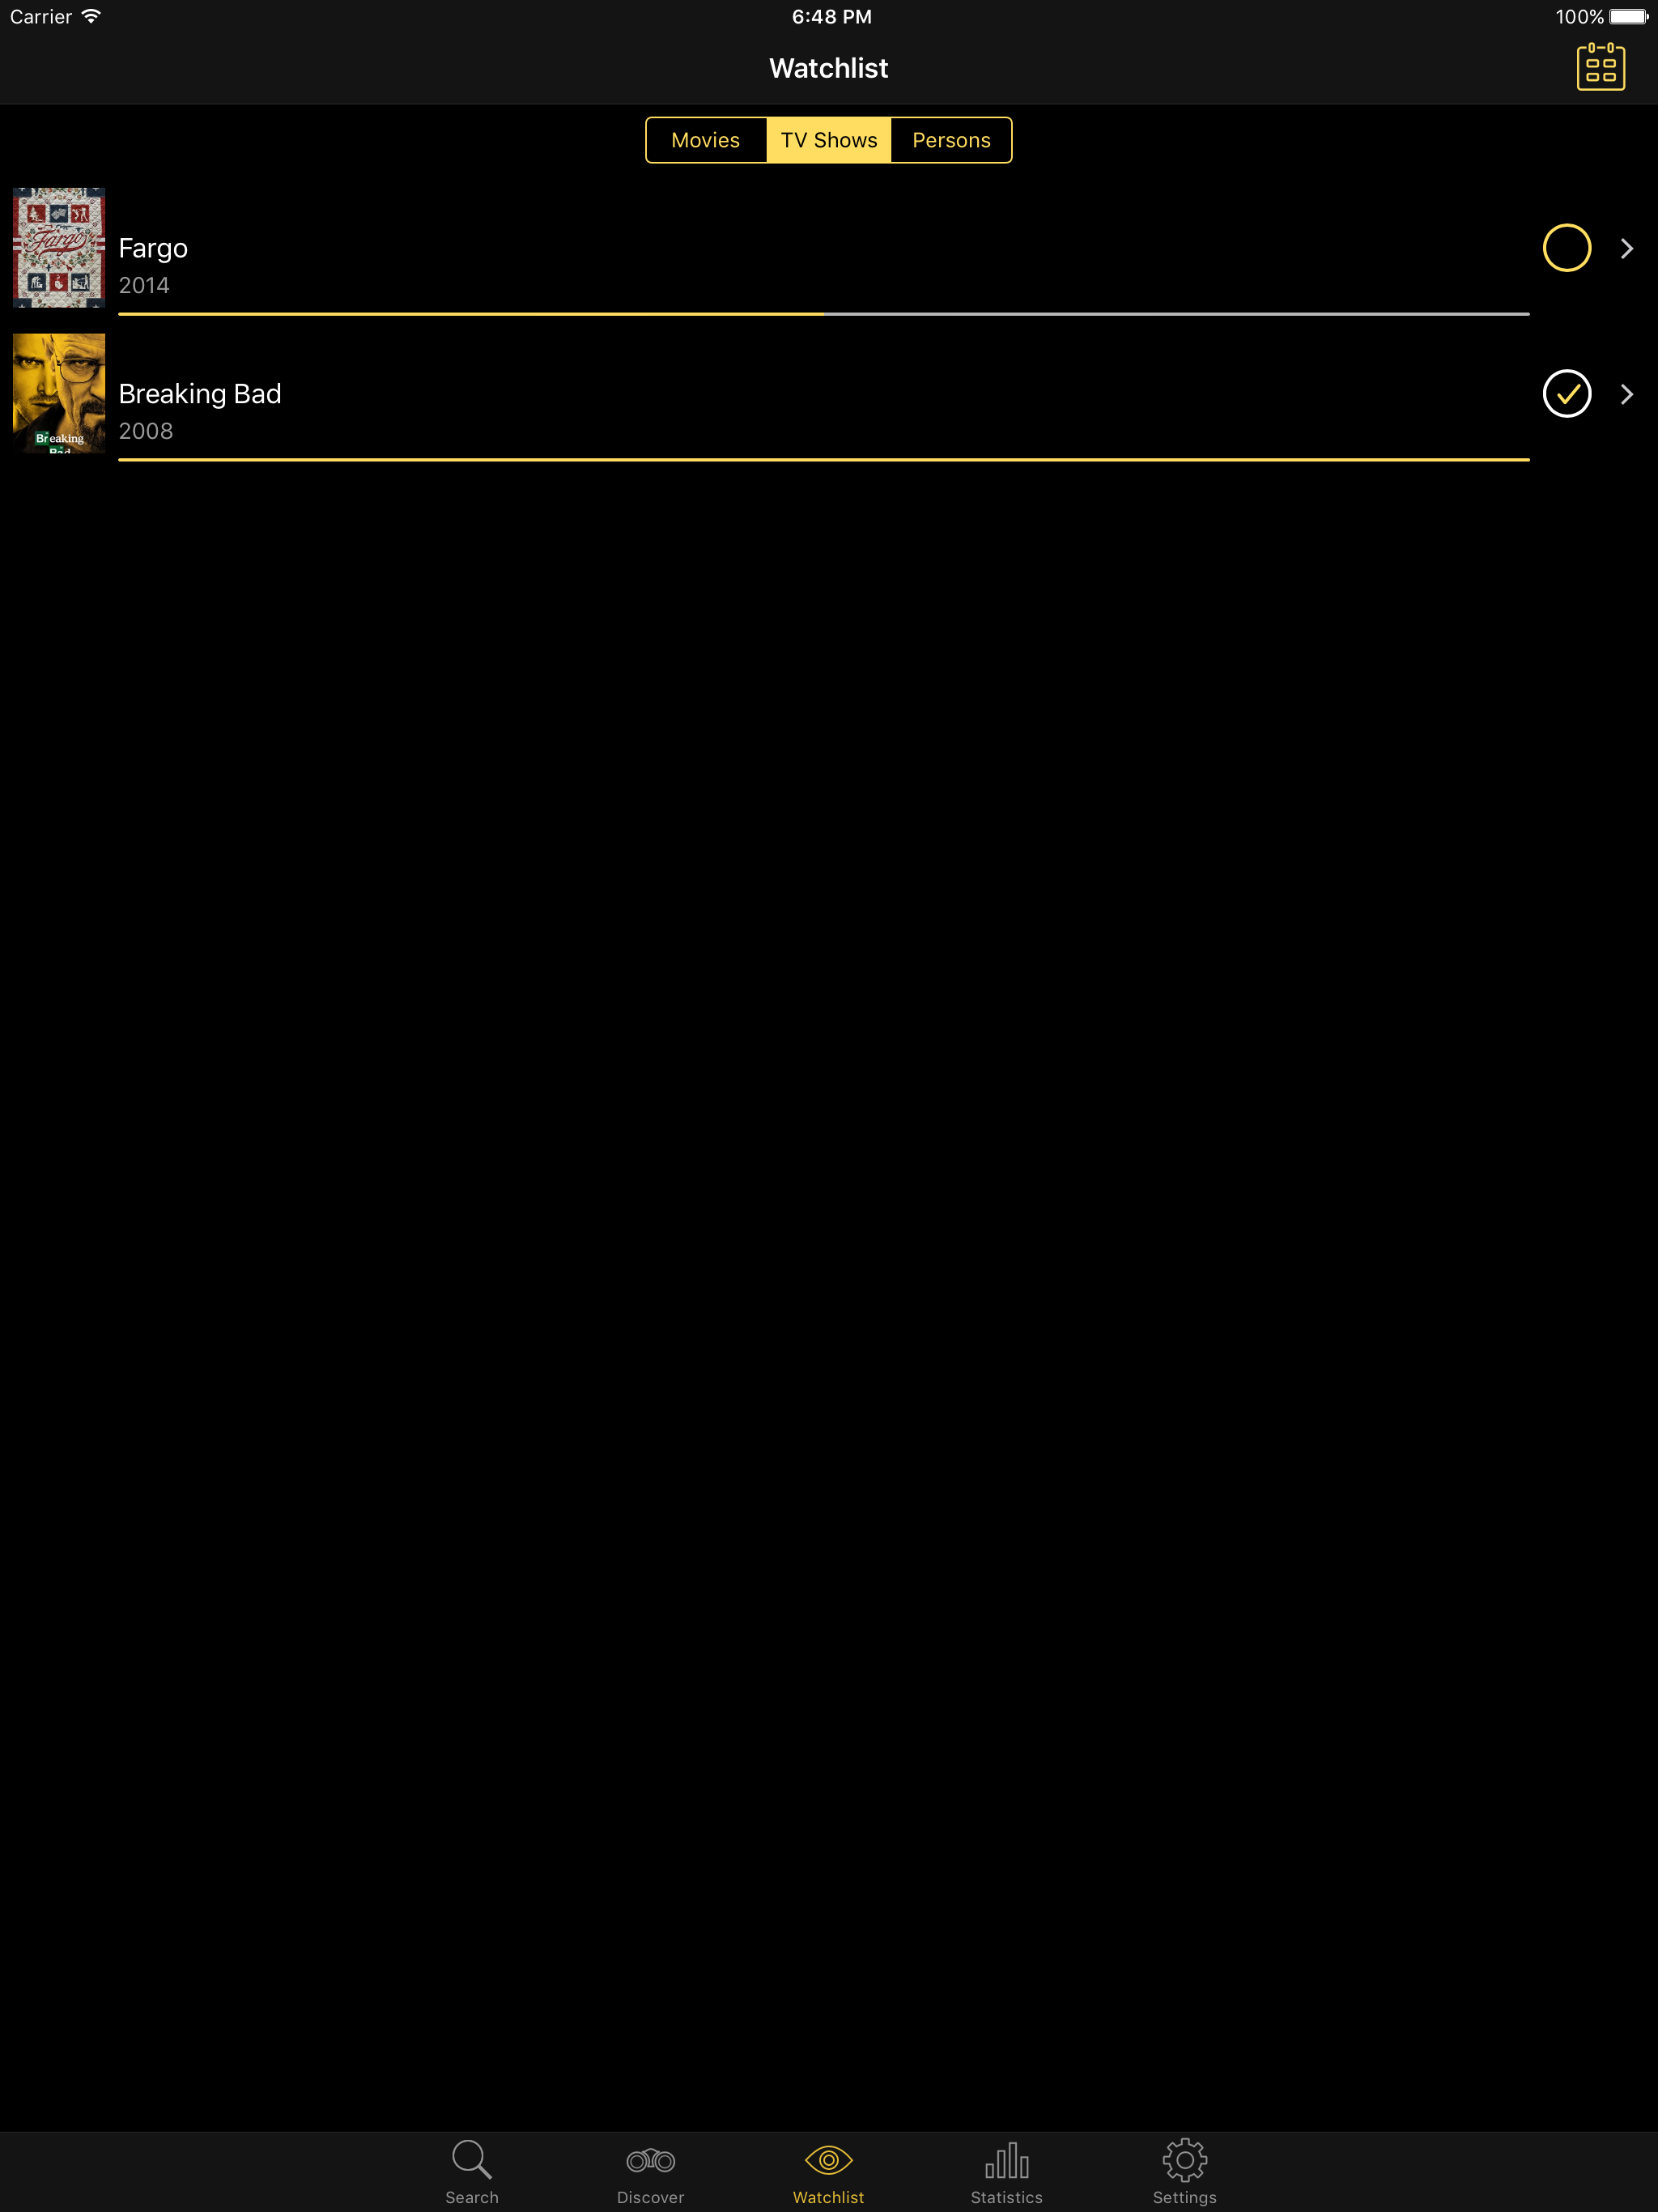 Carrier 6:48 PM 100%
Watchlist
Movies TV Shows Persons
Fargo
Fargo
2014
Breaking Bad
2008
Breaking
Bad
Search Discover Watchlist Statistics Settings